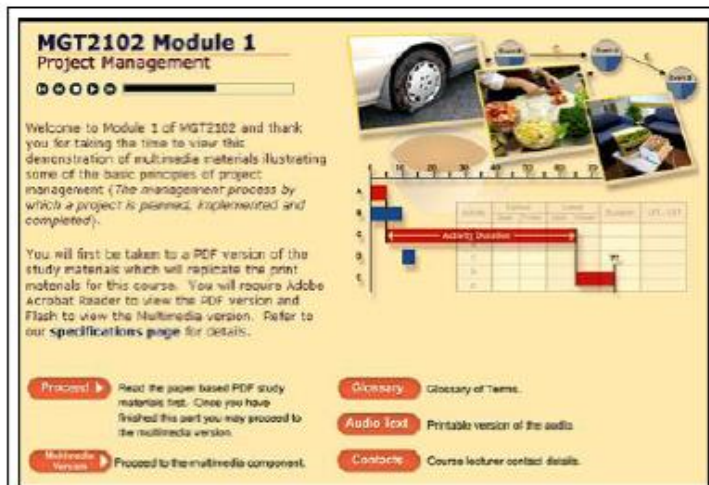 MGT2102 Module 1
Project Management
Welcome to Module 1 of MGT2102 and thank
you for taking the time to view this
demonstration of multimedia materials illustrating
some of the basic principles of project
management (The management process by
which a project is planned, implemented and
completed).
You will first be taken to a PDF version of the
study materials which will replicate the print
materials for this course. You will require Adobe
Acrobat Reader to view the PDF version and
Flash to view the Multimedia version. Refer to
our specifications page for details.
A
B
C
Activity Duration
D
Proceed
Read the paper based PDF study
materials first. Once you have
finished this part you may proceed to
the multimedia version.
Multimedia
Version
Proceed to the multimedia component.
Glossary
Glossary of Terms.
Audio Text
Printable version of the audio.
Contacts
Course lecturer contact details.